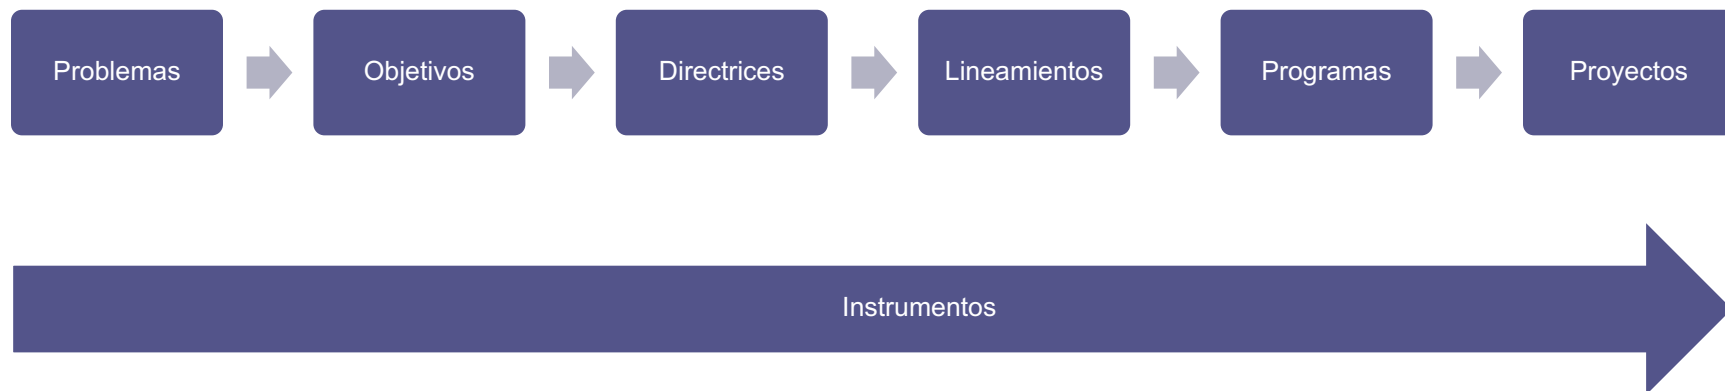 Problemas
Objetivos
Directrices
Lineamientos
Programas
Proyectos
Instrumentos